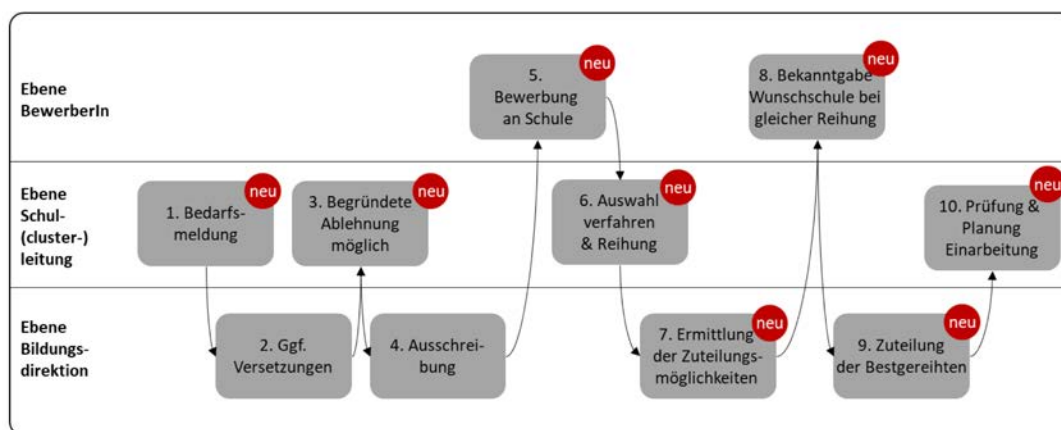 Ebene
BewerberIn
5.
Bewerbung
an Schule
neu
8. Bekanntgabe
Wunschschule bei
gleicher Reihung
neu
Ebene
Schul-
(cluster-)
leitung
1. Bedarfs-
meldung
neu
3. Begründete
Ablehnung
möglich
neu
6. Auswahl
verfahren
& Reihung
neu
10. Prüfung &
Planung
Einarbeitung
neu
Ebene
Bildungs-
direktion
2. Ggf.
Versetzungen
4. Ausschrei-
bung
7. Ermittlung
der Zuteilungs-
möglichkeiten
neu
9. Zuteilung
der Bestgereihten
neu